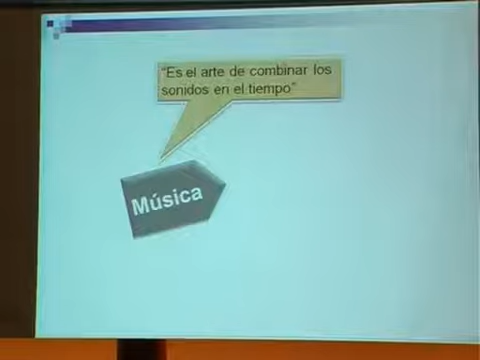 “Es el arte de combinar los
sonidos en el tiempo”
Música